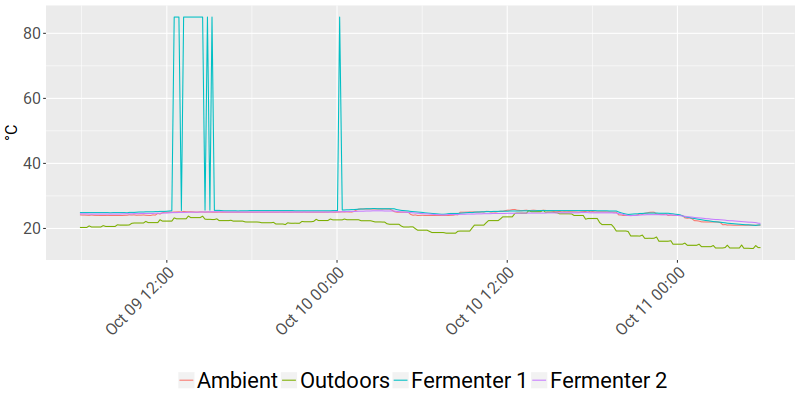 80
60
40
20
°C
Oct 09 12:00
Oct 10 00:00
Oct 10 12:00
Oct 11 00:00
Ambient Outdoors Fermenter 1 Fermenter 2